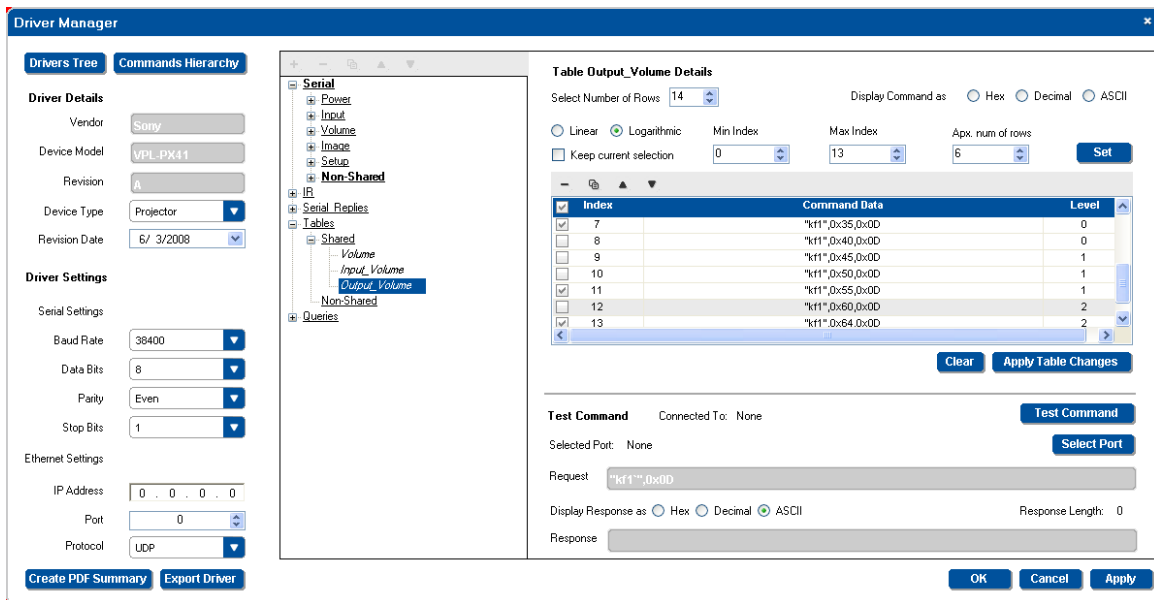 Driver Manager
Drivers Tree Commands Hierarchy
Driver Details
Vendor Sony
Device Model VPL-PX41
Revision A
Device Type Projector
Revision Date 6/ 3/2008
Driver Settings
Serial Settings
Baud Rate 38400
Data Bits 8
Parity Even
Stop Bits 1
Ethernet Settings
IP Address 0 . 0 . 0 . 0
Port 0
Protocol UDP
Create PDF Summary Export Driver
Serial
Power
Input
Volume
Image
Setup
Non-Shared
IR
Serial Replies
Tables
Shared
Volume
Input_Volume
Output_Volume
Non-Shared
Queries
Table Output_Volume Details
Select Number of Rows 14 Display Command as Hex Decimal ASCII
Linear Logarithmic Min Index Max Index Apx. num of rows
Keep current selection 0 13 6 Set
Index Command Data Level
7 "kf1",0x35,0x0D 0
8 "kf1",0x40,0x0D 0
9 "kf1",0x45,0x0D 1
10 "kf1",0x50,0x0D 1
11 "kf1",0x55,0x0D 1
12 "kf1",0x60,0x0D 2
13 "kf1",0x64,0x0D 2
Clear Apply Table Changes
Test Command Connected To: None Test Command
Selected Port: None Select Port
Request "kf1`",0x0D
Display Response as Hex Decimal ASCII Response Length: 0
Response
OK Cancel Apply